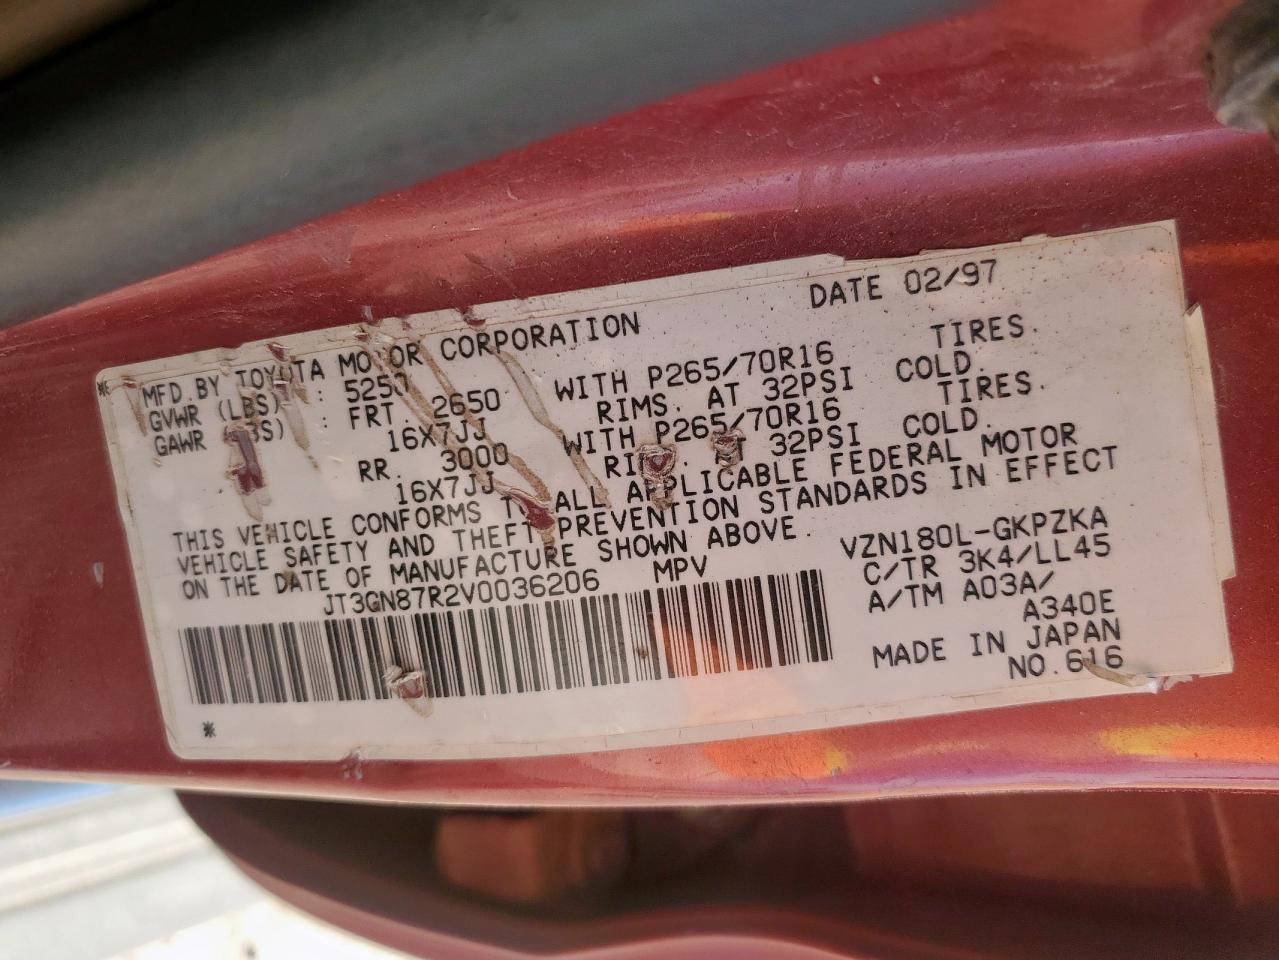 DATE 02/97
MFD.BY TOYOTA MOTOR CORPORATION
GVWR (LBS) : 5250
GAWR (LBS) : FRT. 2650 WITH P265/70R16 TIRES.
16X7JJ RIMS. AT 32PSI COLD.
RR. 3000 WITH P265/70R16 TIRES.
16X7JJ 32PSI COLD.
THIS VEHICLE CONFORMS TO ALL APPLICABLE FEDERAL MOTOR
VEHICLE SAFETY AND THEFT PREVENTION STANDARDS IN EFFECT
ON THE DATE OF MANUFACTURE SHOWN ABOVE.
JT3GN87R2V0036206 MPV
VZN180L-GKPZKA
C/TR 3K4/LL45
A/TM A03A/
A340E
MADE IN JAPAN
NO.616